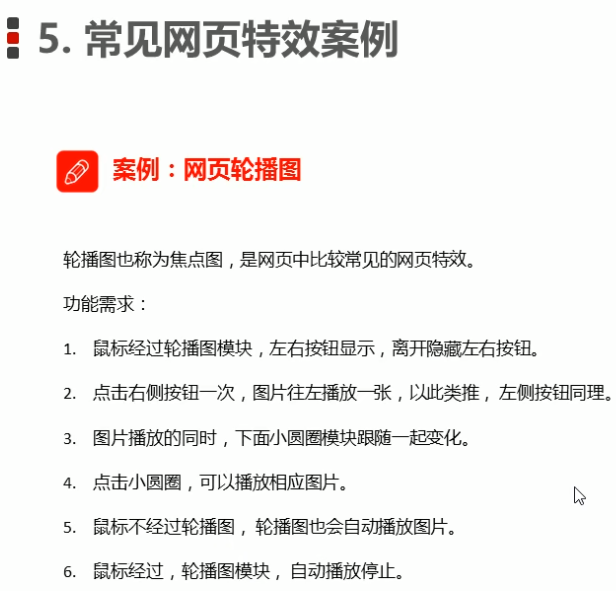 5. 常见网页特效案例
案例：网页轮播图
轮播图也称为焦点图，是网页中比较常见的网页特效。
功能需求：
1. 鼠标经过轮播图模块，左右按钮显示，离开隐藏左右按钮。
2. 点击右侧按钮一次，图片往左播放一张，以此类推， 左侧按钮同理。
3. 图片播放的同时，下面小圆圈模块跟随一起变化。
4. 点击小圆圈，可以播放相应图片。
5. 鼠标不经过轮播图， 轮播图也会自动播放图片。
6. 鼠标经过，轮播图模块， 自动播放停止。